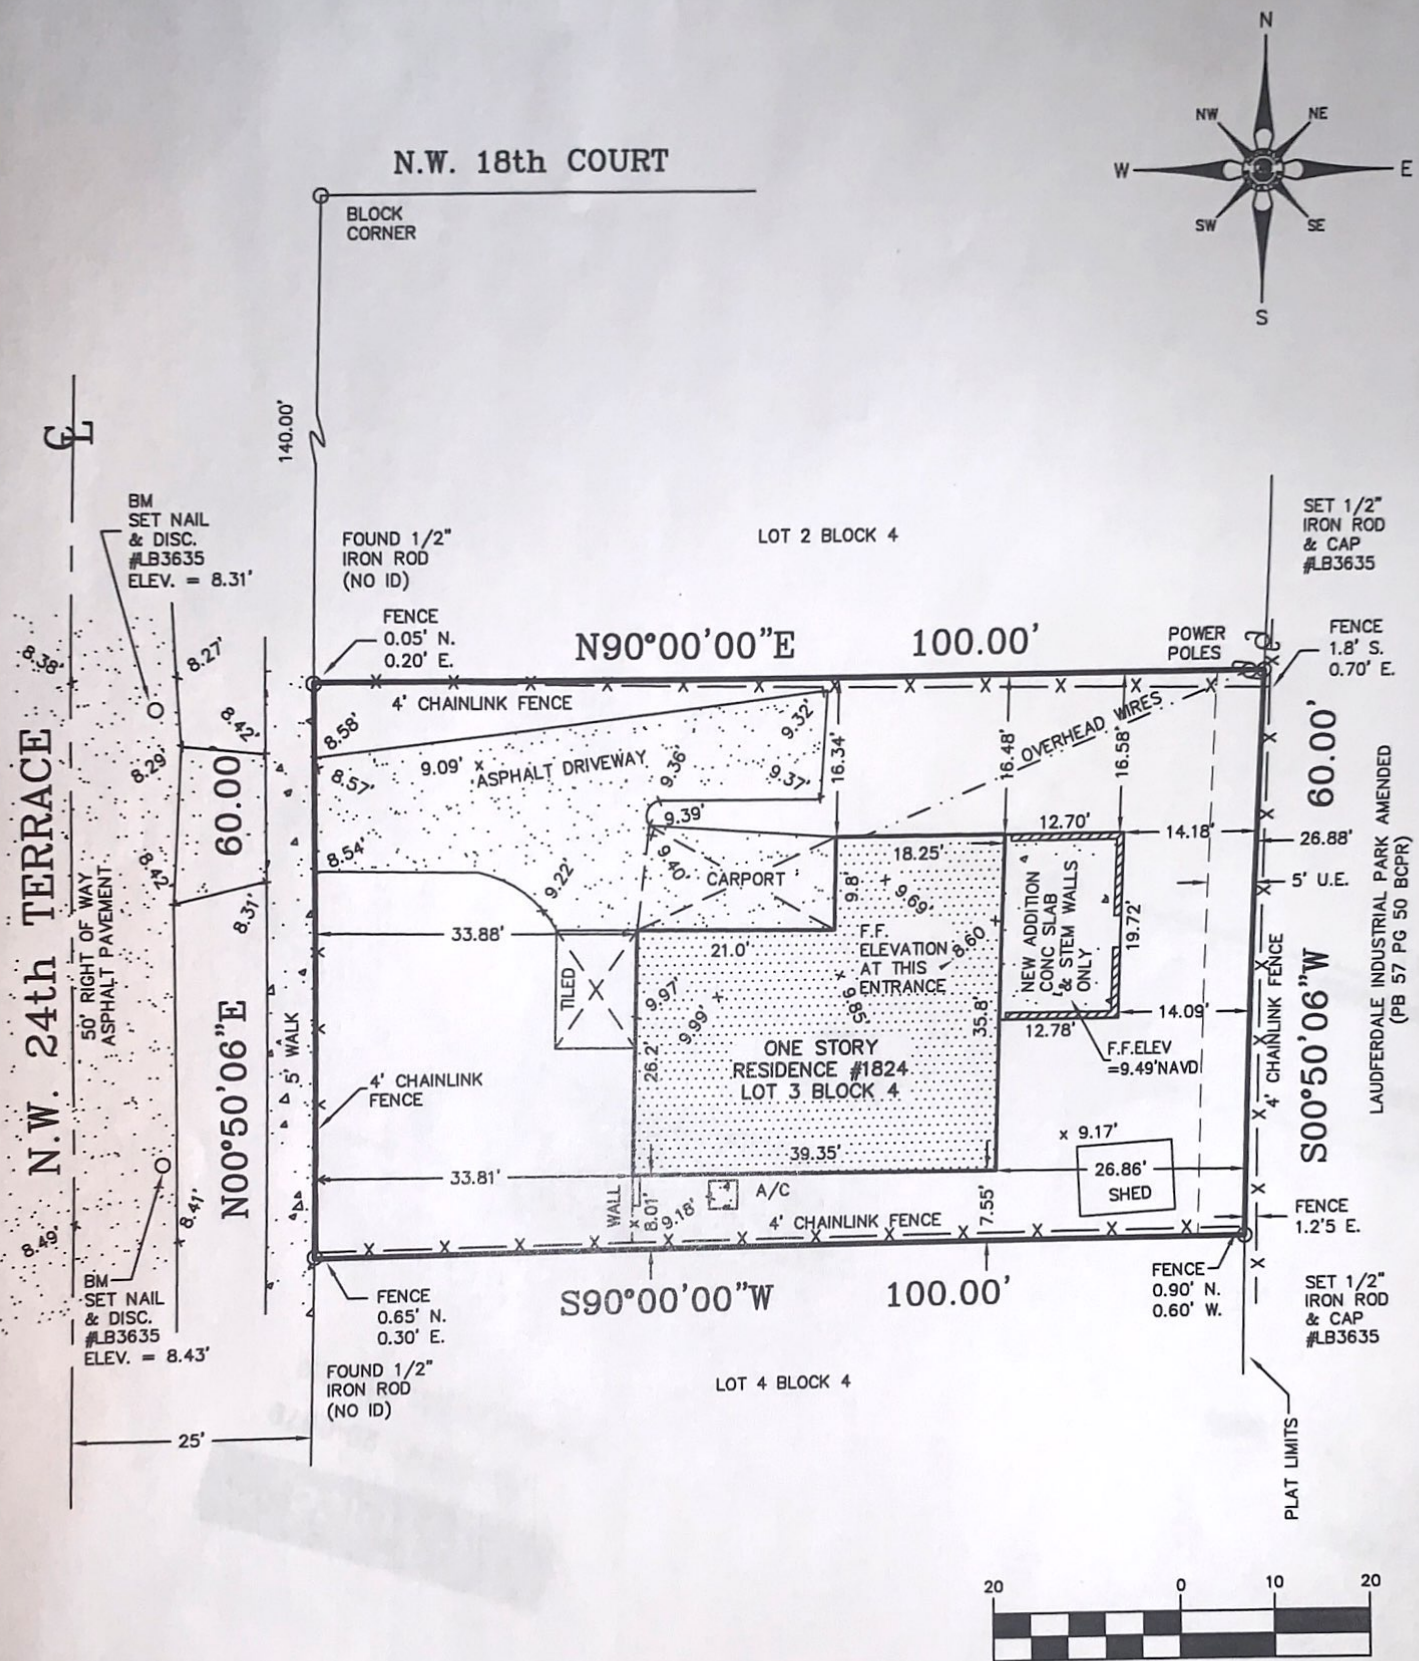 N
NW
NE
W
E
SW
SE
S
N.W. 18th COURT
BLOCK
CORNER
140.00'
℄
BM
SET NAIL
& DISC.
#LB3635
ELEV. = 8.31'
FOUND 1/2"
IRON ROD
(NO ID)
LOT 2 BLOCK 4
SET 1/2"
IRON ROD
& CAP
#LB3635
FENCE
0.05' N.
0.20' E.
N90°00'00"E
100.00'
POWER
POLES
FENCE
1.8' S.
0.70' E.
8.38'
8.27'
8.42'
8.29'
8.42'
8.31'
60.00'
N00°50'06"E
N.W. 24th TERRACE
50' RIGHT OF WAY
ASPHALT PAVEMENT
5' WALK
4' CHAINLINK FENCE
8.58'
8.57'
8.54'
9.09' x
ASPHALT DRIVEWAY
9.36'
9.32'
9.37'
9.39'
9.40'
9.22'
CARPORT
16.34'
16.48'
OVERHEAD WIRES
16.58'
12.70'
14.18'
26.88'
5' U.E.
60.00'
S00°50'06"W
4' CHAINLINK FENCE
LAUDFERDALE INDUSTRIAL PARK AMENDED
(PB 57 PG 50 BCPR)
18.25'
9.8'
9.69'
F.F.
ELEVATION
AT THIS
ENTRANCE
8.60
9.85'
NEW ADDITION
CONC SLAB
& STEM WALLS
ONLY
19.72'
12.78'
14.09'
F.F.ELEV
=9.49'NAVD
33.88'
21.0'
TILED
X
9.97'
9.99'
26.2'
35.8'
ONE STORY
RESIDENCE #1824
LOT 3 BLOCK 4
4' CHAINLINK
FENCE
39.35'
x 9.17'
26.86'
SHED
33.81'
WALL
8.01'
9.18'
A/C
4' CHAINLINK FENCE
7.55'
8.41'
8.49'
BM
SET NAIL
& DISC.
#LB3635
ELEV. = 8.43'
FENCE
0.65' N.
0.30' E.
S90°00'00"W
100.00'
FENCE
0.90' N.
0.60' W.
FENCE
1.2'5 E.
SET 1/2"
IRON ROD
& CAP
#LB3635
FOUND 1/2"
IRON ROD
(NO ID)
LOT 4 BLOCK 4
25'
PLAT LIMITS
20
0
10
20